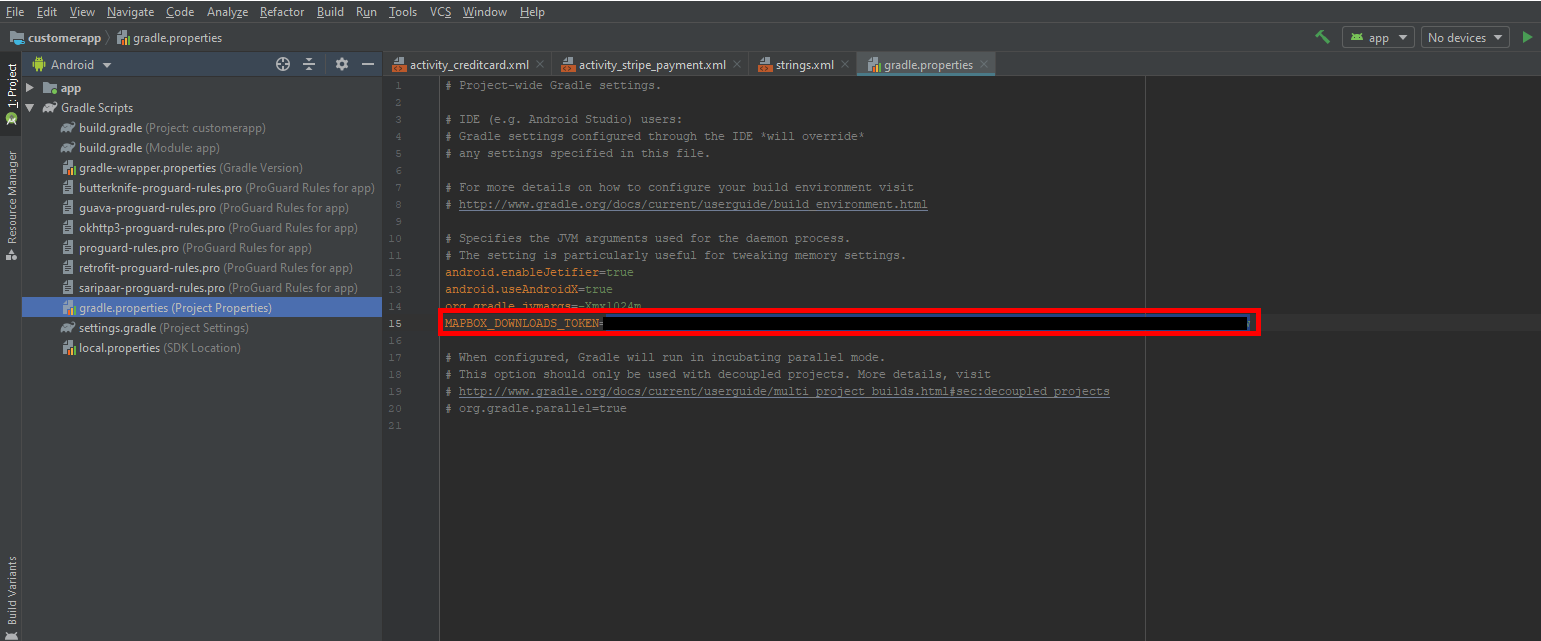 File Edit View Navigate Code Analyze Refactor Build Run Tools VCS Window Help
customerapp gradle.properties
app No devices
Android
activity_creditcard.xml activity_stripe_payment.xml strings.xml gradle.properties
1: Project
Resource Manager
Build Variants
app
Gradle Scripts
build.gradle (Project: customerapp)
build.gradle (Module: app)
gradle-wrapper.properties (Gradle Version)
butterknife-proguard-rules.pro (ProGuard Rules for app)
guava-proguard-rules.pro (ProGuard Rules for app)
okhttp3-proguard-rules.pro (ProGuard Rules for app)
proguard-rules.pro (ProGuard Rules for app)
retrofit-proguard-rules.pro (ProGuard Rules for app)
saripaar-proguard-rules.pro (ProGuard Rules for app)
gradle.properties (Project Properties)
settings.gradle (Project Settings)
local.properties (SDK Location)
1 # Project-wide Gradle settings.
2
3 # IDE (e.g. Android Studio) users:
4 # Gradle settings configured through the IDE *will override*
5 # any settings specified in this file.
6
7 # For more details on how to configure your build environment visit
8 # http://www.gradle.org/docs/current/userguide/build_environment.html
9
10 # Specifies the JVM arguments used for the daemon process.
11 # The setting is particularly useful for tweaking memory settings.
12 android.enableJetifier=true
13 android.useAndroidX=true
14 org.gradle.jvmargs=-Xmx1024m
15 MAPBOX_DOWNLOADS_TOKEN=
16
17 # When configured, Gradle will run in incubating parallel mode.
18 # This option should only be used with decoupled projects. More details, visit
19 # http://www.gradle.org/docs/current/userguide/multi_project_builds.html#sec:decoupled_projects
20 # org.gradle.parallel=true
21